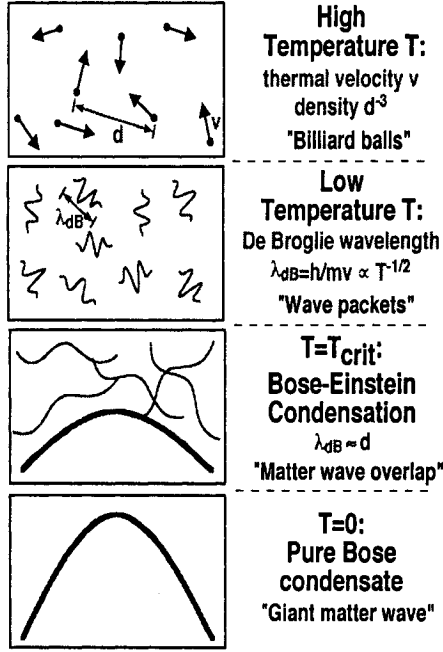 High
Temperature T:
thermal velocity v
density d⁻³
"Billiard balls"
d
v
Low
Temperature T:
De Broglie wavelength
λdB=h/mv ∝ T⁻¹/²
"Wave packets"
λdB
T=Tcrit:
Bose-Einstein
Condensation
λdB ≈ d
"Matter wave overlap"
T=0:
Pure Bose
condensate
"Giant matter wave"